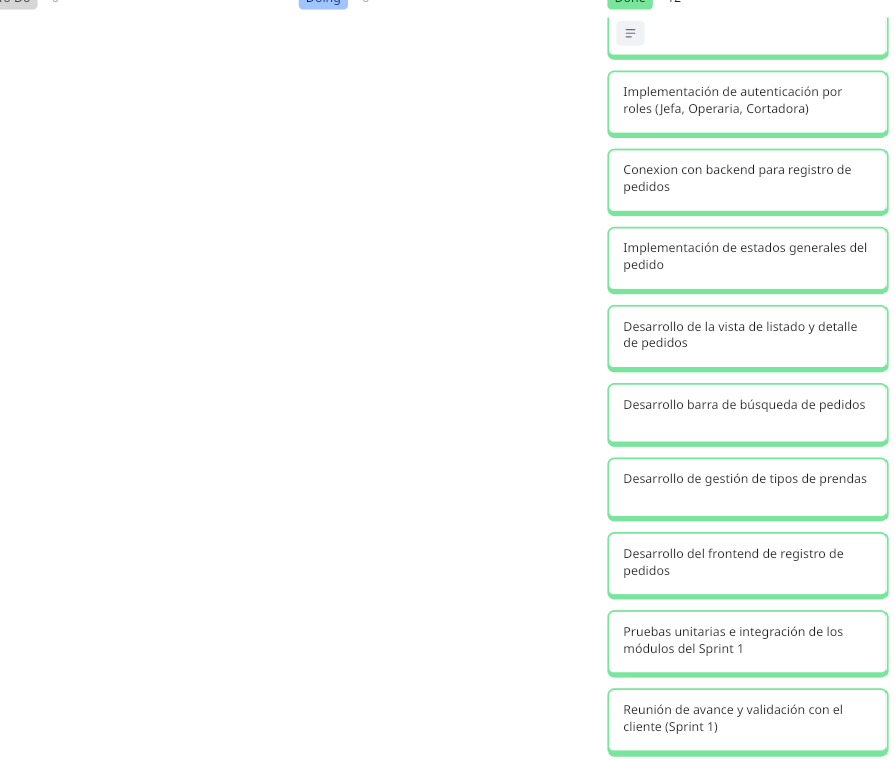 Implementación de autenticación por
roles (Jefa, Operaria, Cortadora)
Conexion con backend para registro de
pedidos
Implementación de estados generales del
pedido
Desarrollo de la vista de listado y detalle
de pedidos
Desarrollo barra de búsqueda de pedidos
Desarrollo de gestión de tipos de prendas
Desarrollo del frontend de registro de
pedidos
Pruebas unitarias e integración de los
módulos del Sprint 1
Reunión de avance y validación con el
cliente (Sprint 1)